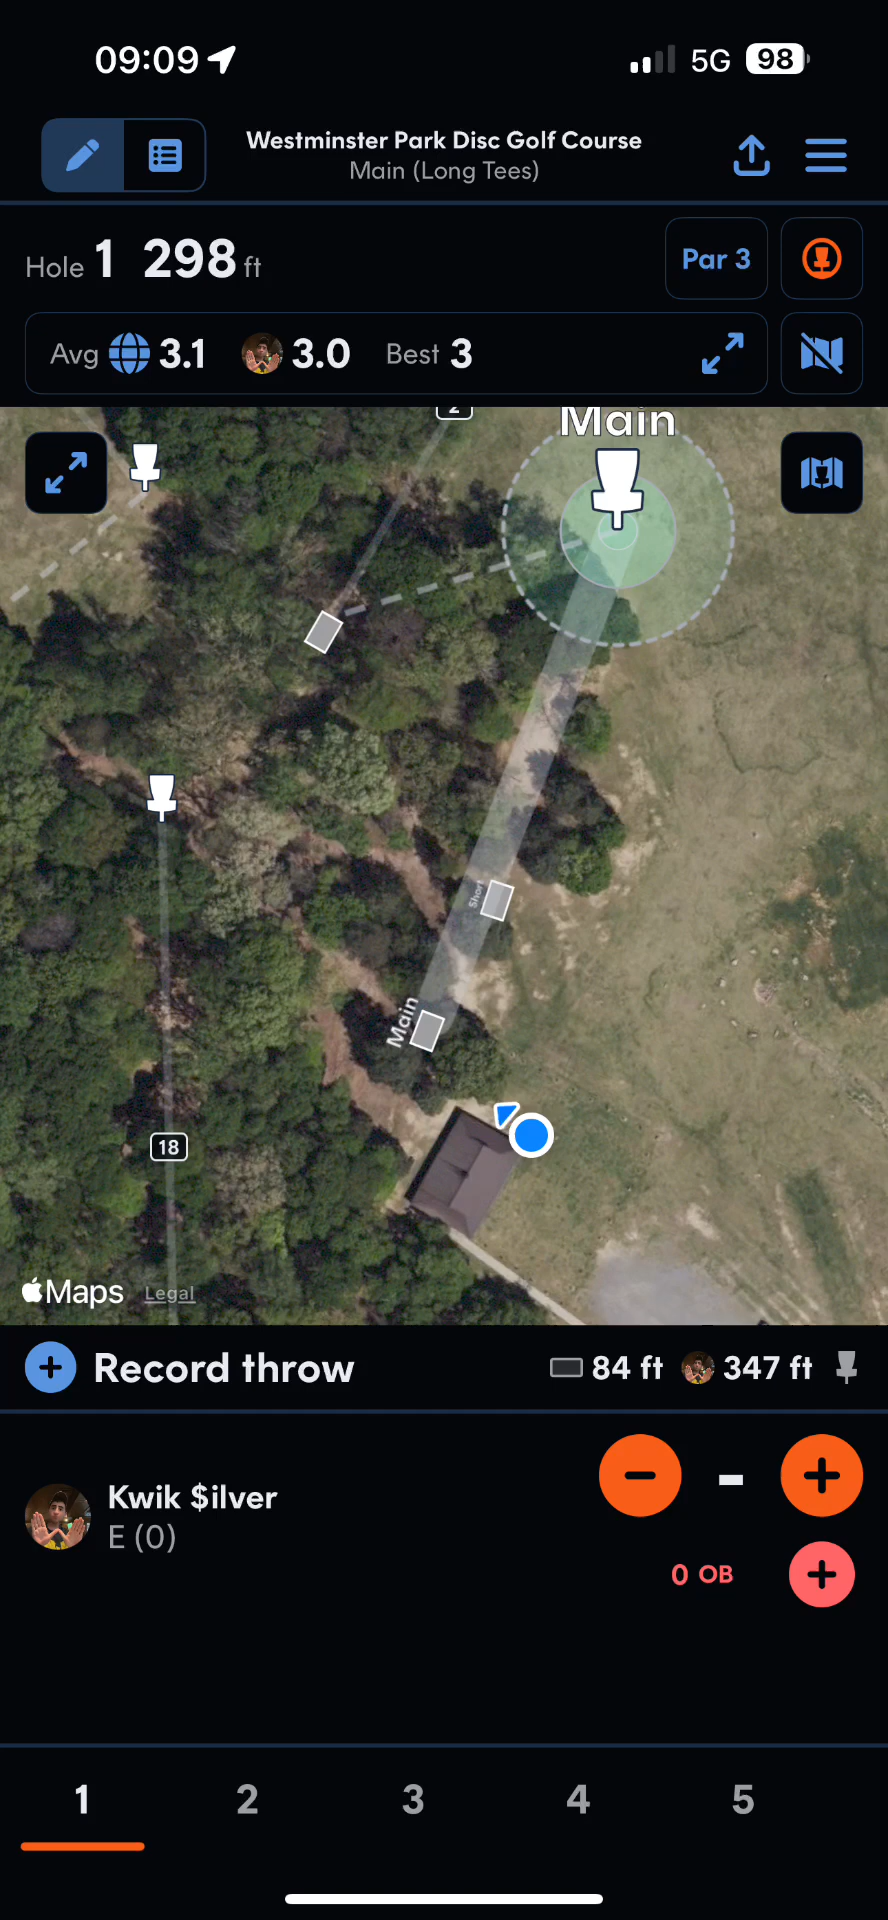 09:09
5G 98
Westminster Park Disc Golf Course
Main (Long Tees)
Hole 1 298 ft
Par 3
Avg 3.1 3.0 Best 3
2
Main
Short
Main
18
Maps Legal
Record throw 84 ft 347 ft
Kwik $ilver
E (0)
-
0 OB
1 2 3 4 5